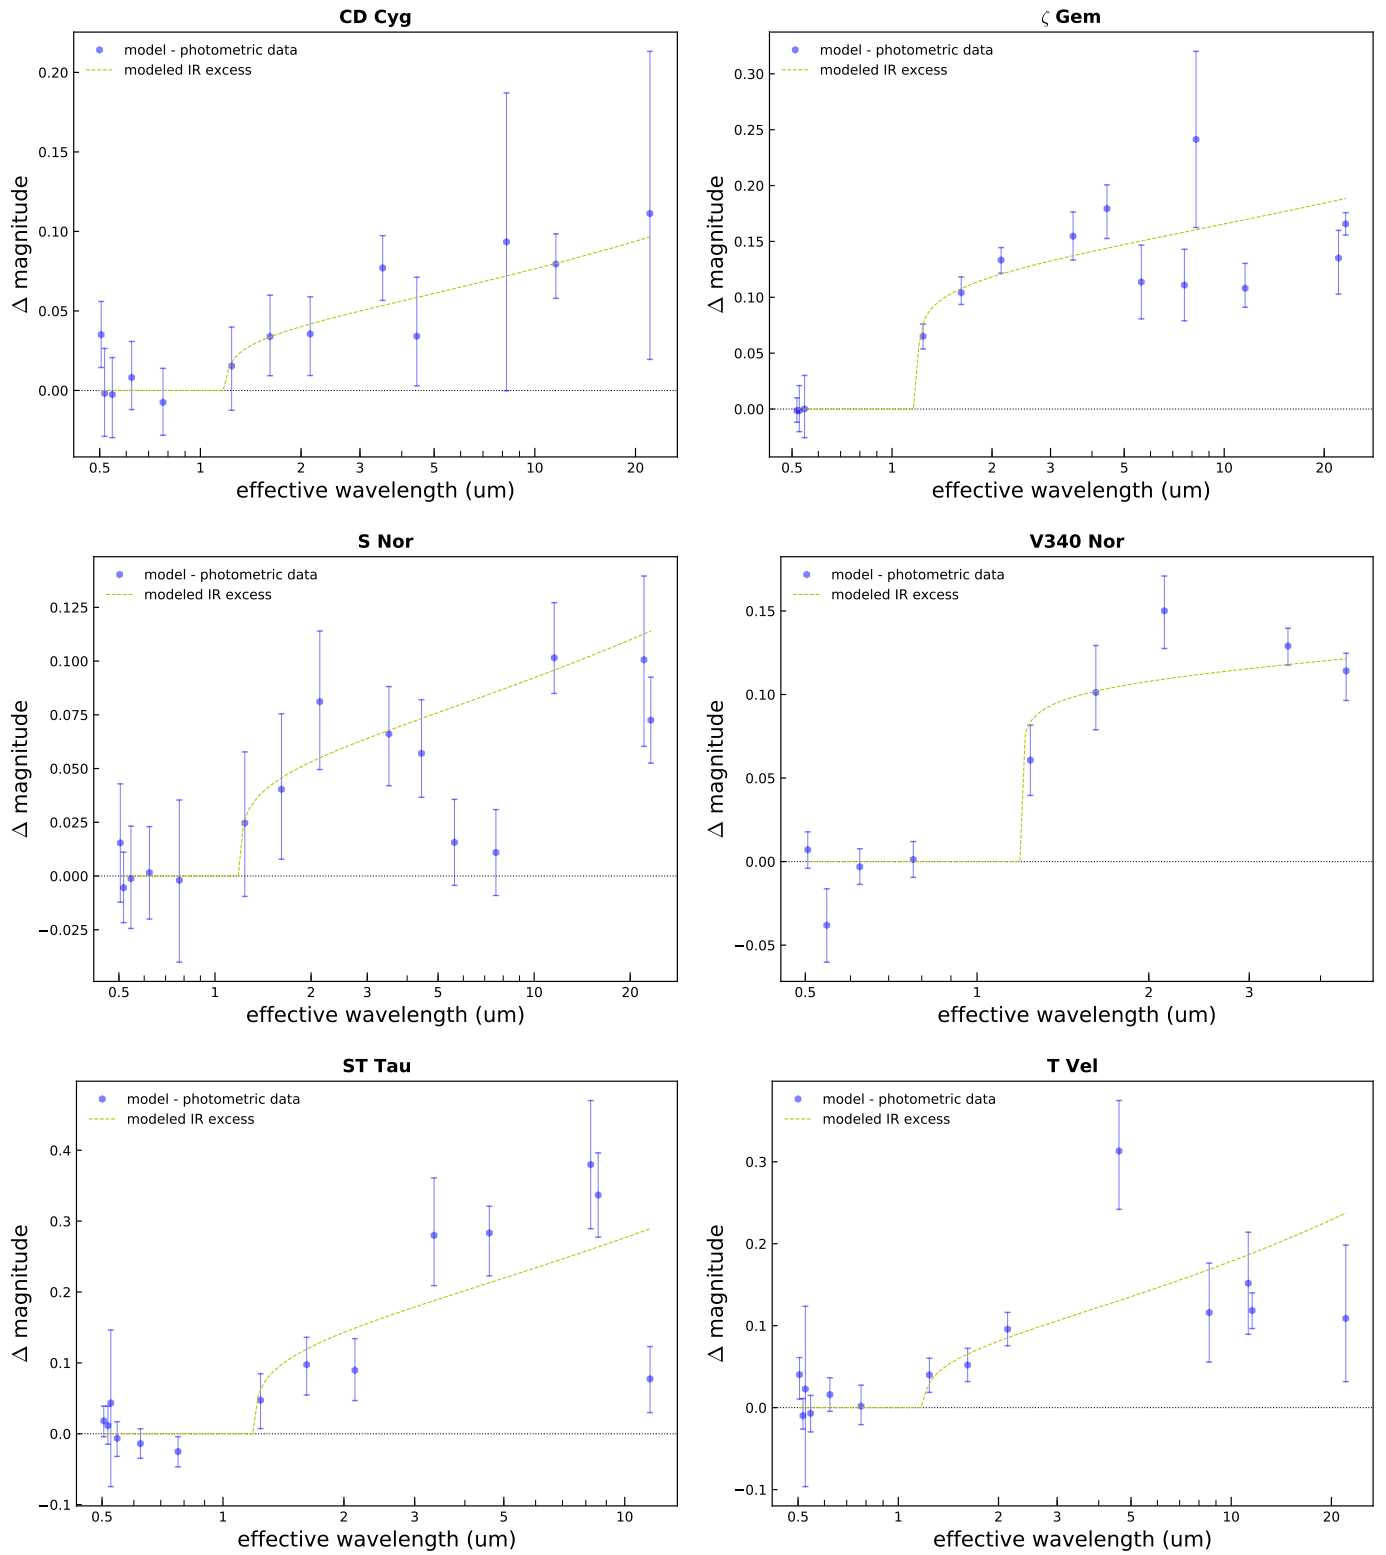 CD Cyg
model - photometric data
modeled IR excess
0.20
0.15
0.10
0.05
0.00
Δ magnitude
0.5 1 2 3 5 10 20
effective wavelength (um)
ζ Gem
model - photometric data
modeled IR excess
0.30
0.25
0.20
0.15
0.10
0.05
0.00
Δ magnitude
0.5 1 2 3 5 10 20
effective wavelength (um)
S Nor
model - photometric data
modeled IR excess
0.125
0.100
0.075
0.050
0.025
0.000
−0.025
Δ magnitude
0.5 1 2 3 5 10 20
effective wavelength (um)
V340 Nor
model - photometric data
modeled IR excess
0.15
0.10
0.05
0.00
−0.05
Δ magnitude
0.5 1 2 3
effective wavelength (um)
ST Tau
model - photometric data
modeled IR excess
0.4
0.3
0.2
0.1
0.0
−0.1
Δ magnitude
0.5 1 2 3 5 10
effective wavelength (um)
T Vel
model - photometric data
modeled IR excess
0.3
0.2
0.1
0.0
−0.1
Δ magnitude
0.5 1 2 3 5 10 20
effective wavelength (um)